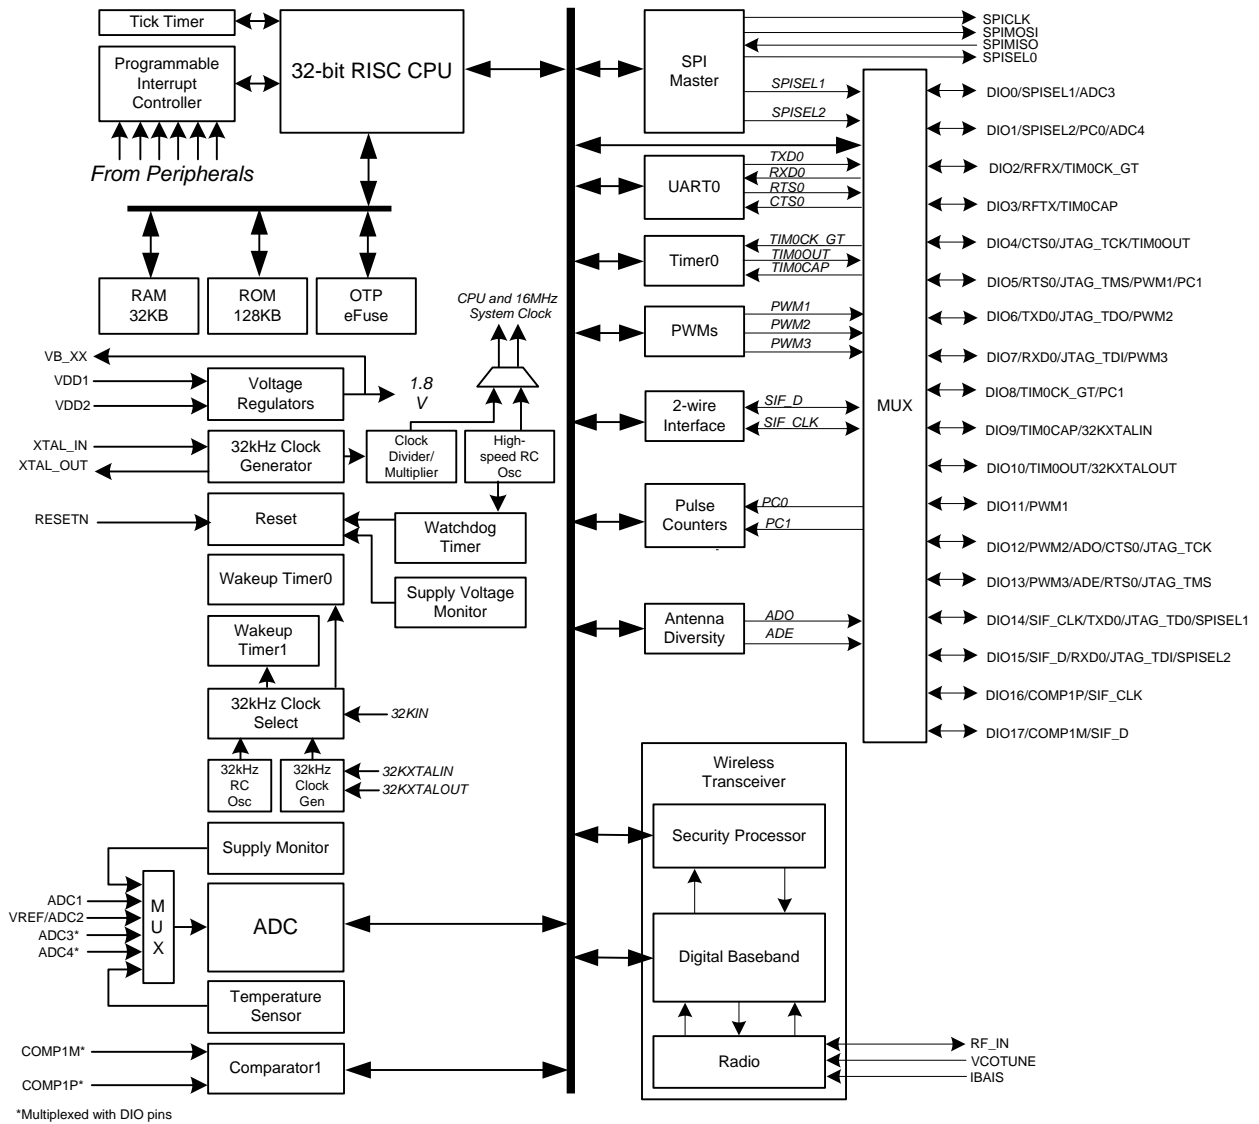 Tick Timer
32-bit RISC CPU
Programmable
Interrupt
Controller
From Peripherals
RAM
32KB
ROM
128KB
OTP
eFuse
CPU and 16MHz
System Clock
VB_XX
VDD1
VDD2
Voltage
Regulators
1.8
V
XTAL_IN
XTAL_OUT
32kHz Clock
Generator
Clock
Divider/
Multiplier
High-
speed RC
Osc
RESETN
Reset
Watchdog
Timer
Wakeup Timer0
Supply Voltage
Monitor
Wakeup
Timer1
32kHz Clock
Select
32KIN
32kHz
RC
Osc
32kHz
Clock
Gen
32KXTALIN
32KXTALOUT
Supply Monitor
ADC1
VREF/ADC2
ADC3*
ADC4*
M
U
X
ADC
Temperature
Sensor
COMP1M*
COMP1P*
Comparator1
*Multiplexed with DIO pins
SPI
Master
SPICLK
SPIMOSI
SPIMISO
SPISEL0
SPISEL1
SPISEL2
UART0
TXD0
RXD0
RTS0
CTS0
Timer0
TIM0CK_GT
TIM0OUT
TIM0CAP
PWMs
PWM1
PWM2
PWM3
2-wire
Interface
SIF_D
SIF_CLK
Pulse
Counters
PC0
PC1
Antenna
Diversity
ADO
ADE
MUX
DIO0/SPISEL1/ADC3
DIO1/SPISEL2/PC0/ADC4
DIO2/RFRX/TIM0CK_GT
DIO3/RFTX/TIM0CAP
DIO4/CTS0/JTAG_TCK/TIM0OUT
DIO5/RTS0/JTAG_TMS/PWM1/PC1
DIO6/TXD0/JTAG_TDO/PWM2
DIO7/RXD0/JTAG_TDI/PWM3
DIO8/TIM0CK_GT/PC1
DIO9/TIM0CAP/32KXTALIN
DIO10/TIM0OUT/32KXTALOUT
DIO11/PWM1
DIO12/PWM2/ADO/CTS0/JTAG_TCK
DIO13/PWM3/ADE/RTS0/JTAG_TMS
DIO14/SIF_CLK/TXD0/JTAG_TD0/SPISEL1
DIO15/SIF_D/RXD0/JTAG_TDI/SPISEL2
DIO16/COMP1P/SIF_CLK
DIO17/COMP1M/SIF_D
Wireless
Transceiver
Security Processor
Digital Baseband
Radio
RF_IN
VCOTUNE
IBAIS